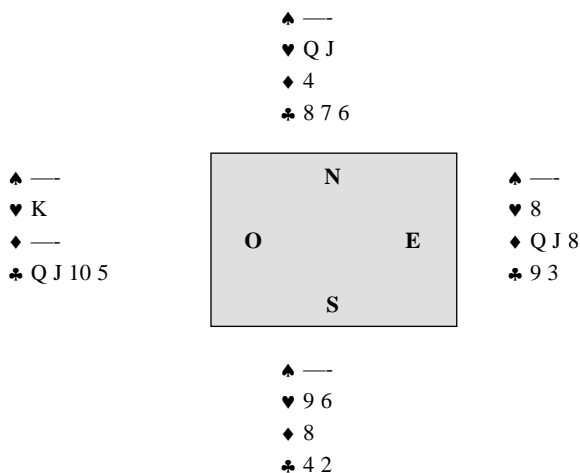 ♠ —-
♥ Q J
♦ 4
♣ 8 7 6
♠ —-
♥ K
♦ —-
♣ Q J 10 5
N
O E
S
♠ —-
♥ 8
♦ Q J 8
♣ 9 3
♠ —-
♥ 9 6
♦ 8
♣ 4 2